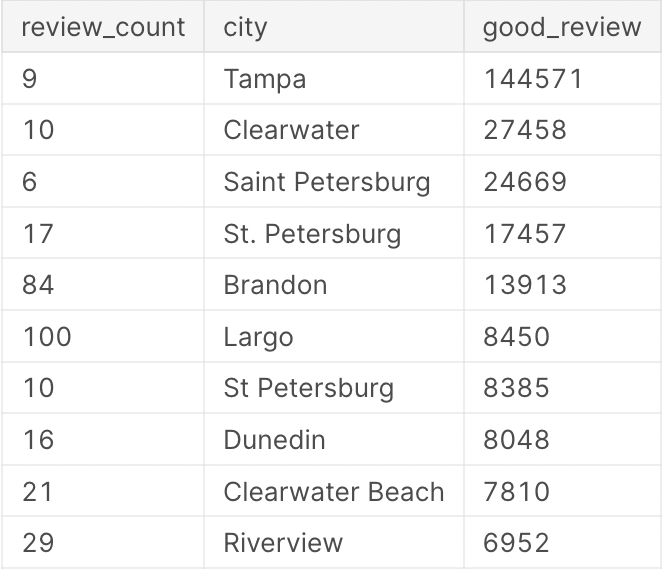 review_count city good_review
9 Tampa 144571
10 Clearwater 27458
6 Saint Petersburg 24669
17 St. Petersburg 17457
84 Brandon 13913
100 Largo 8450
10 St Petersburg 8385
16 Dunedin 8048
21 Clearwater Beach 7810
29 Riverview 6952